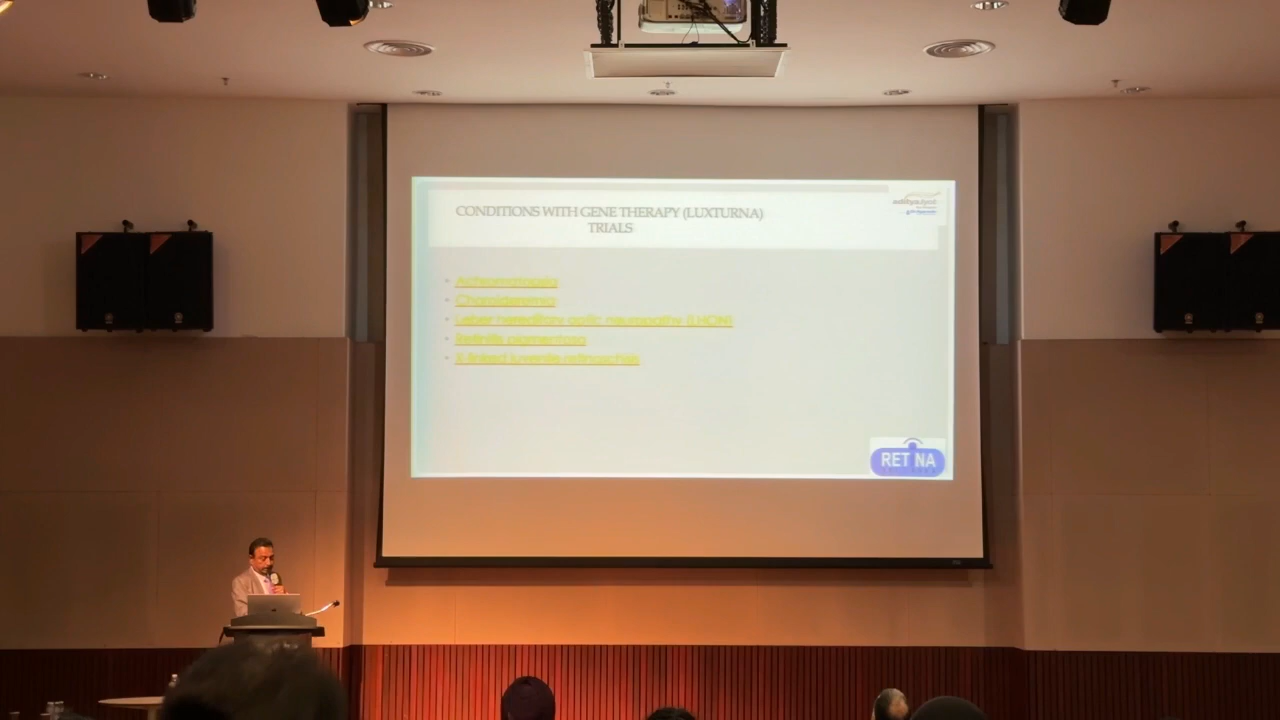 CONDITIONS WITH GENE THERAPY (LUXTURNA)
TRIALS
Achromatopsia
Choroideremia
Leber hereditary optic neuropathy (LHON)
Retinitis pigmentosa
X-linked juvenile retinoschisis
RETINA